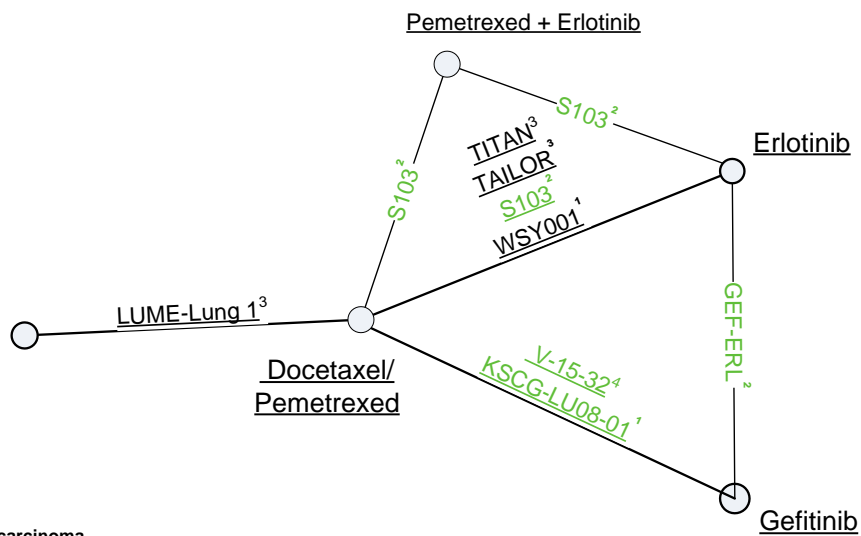 Pemetrexed + Erlotinib
S103²
S103²
TITAN³
TAILOR³
S103²
WSY001¹
Erlotinib
LUME-Lung 1³
Docetaxel/
Pemetrexed
GEF-ERL²
V-15-32⁴
KSCG-LU08-01¹
Gefitinib
carcinoma